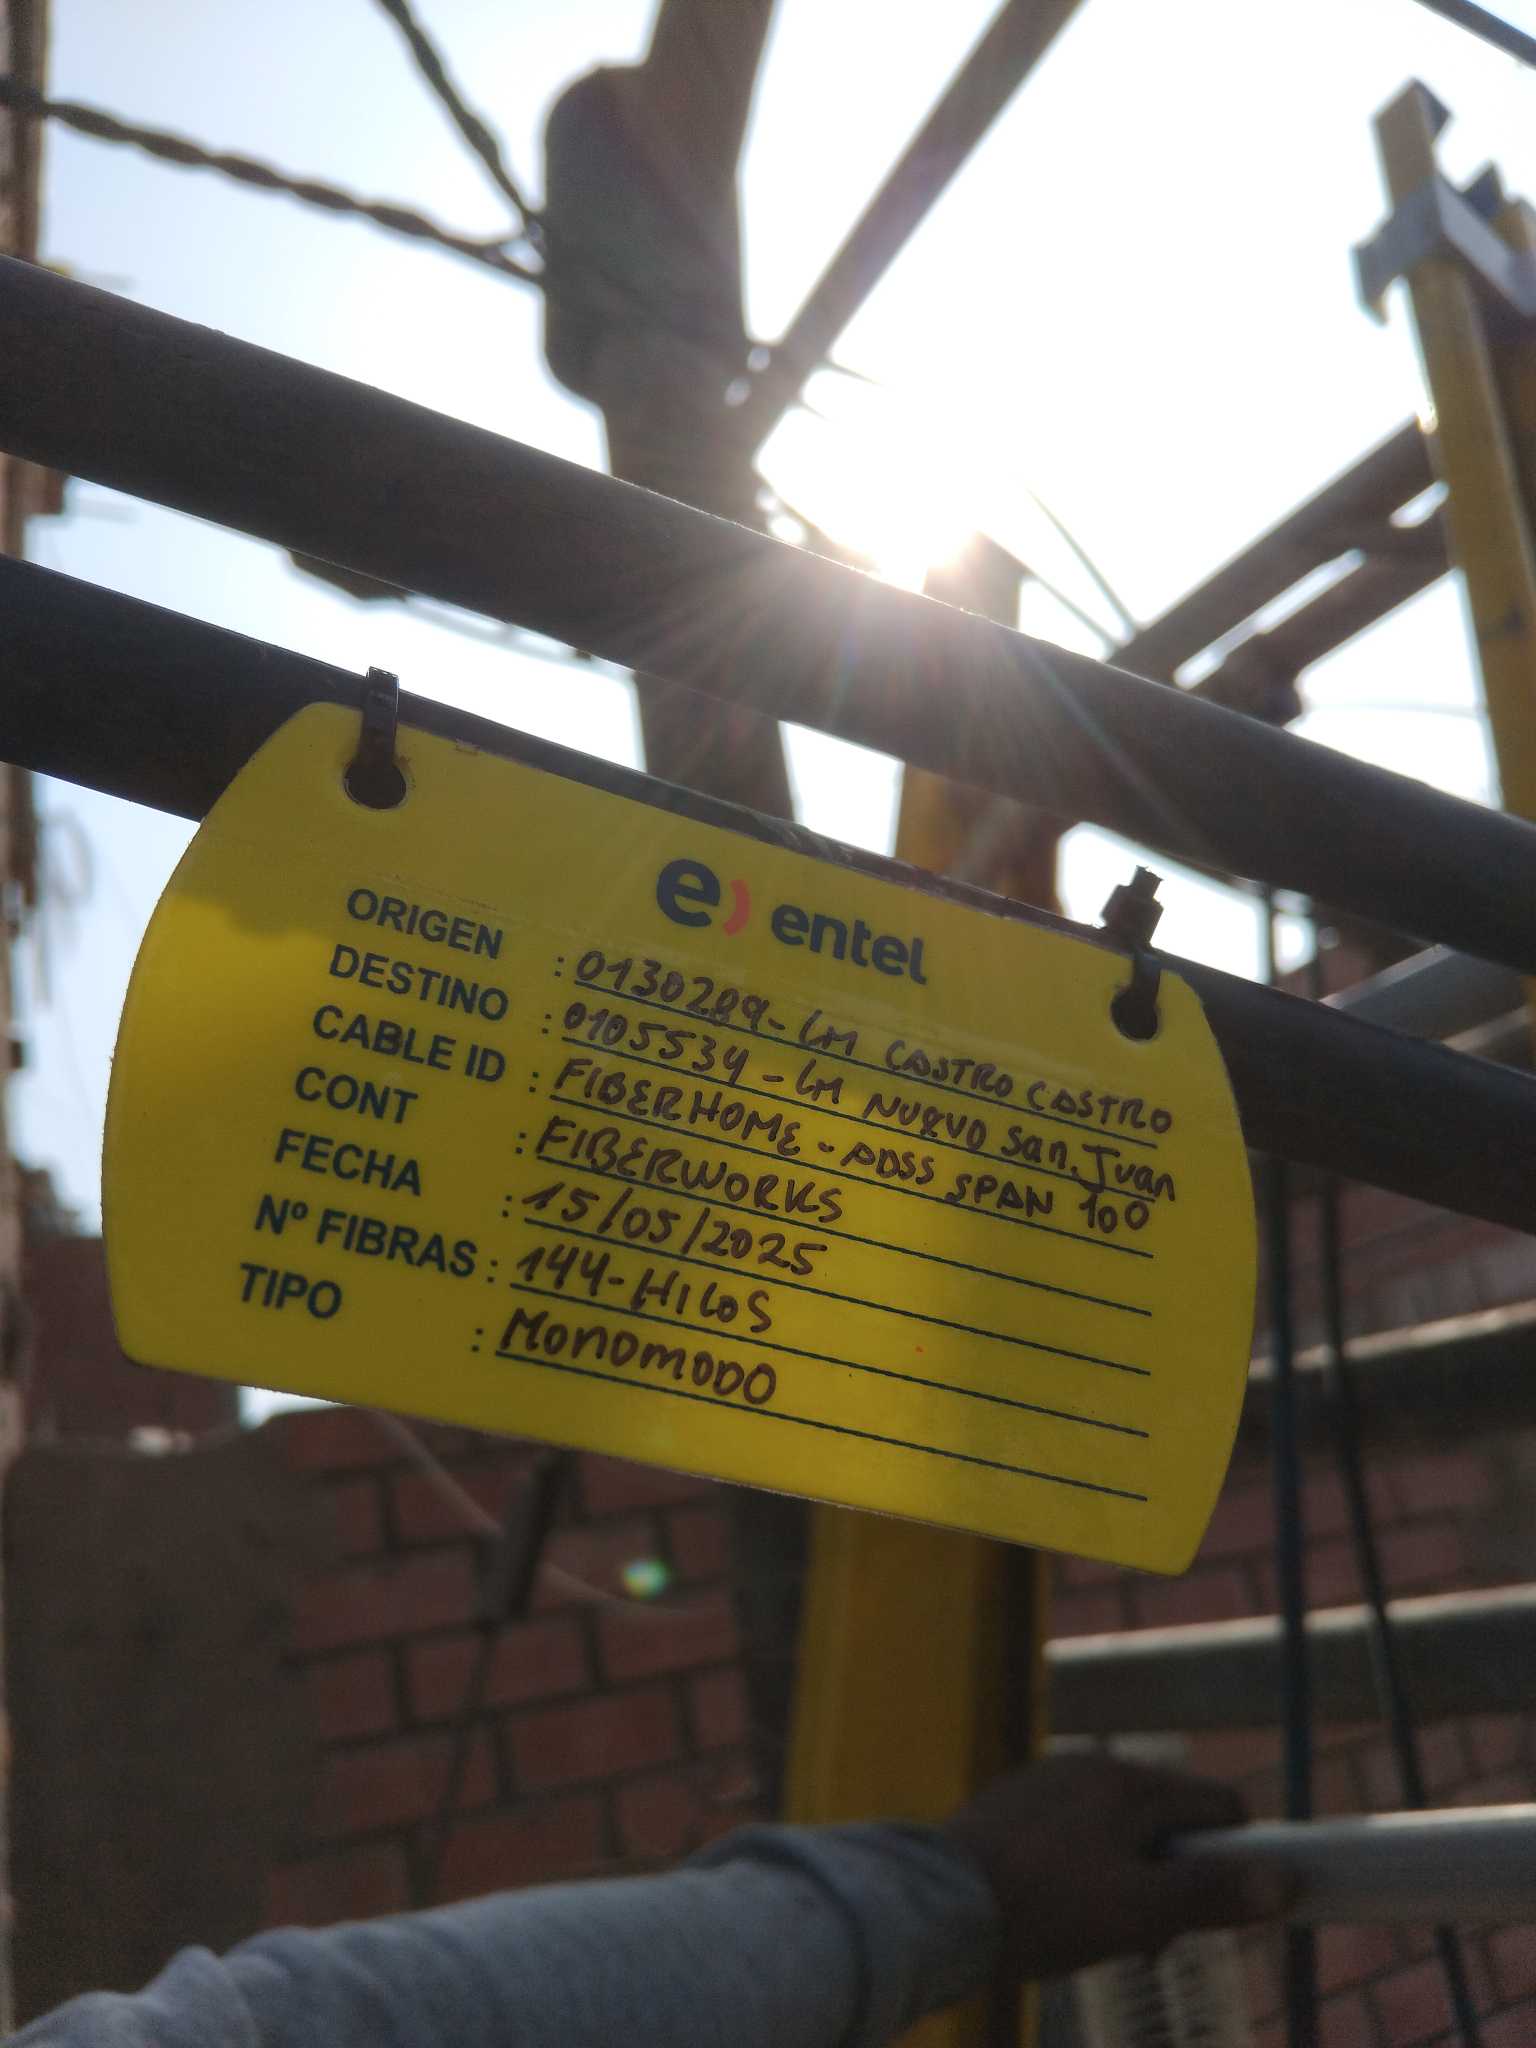 e) entel
ORIGEN : 0130289-LM CASTRO CASTRO
DESTINO : 0105534-LM NUEVO San. Juan
CABLE ID : FIBERHOME-ADSS SPAN 100
CONT : FIBERWORKS
FECHA : 15/05/2025
Nº FIBRAS : 144-HILOS
TIPO : MONOMODO